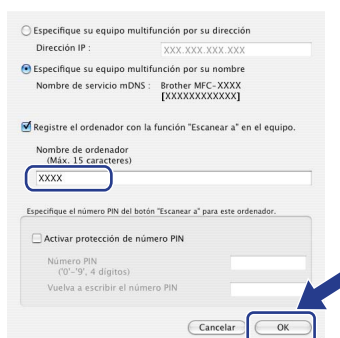 Especifique su equipo multifunción por su dirección
Dirección IP : XXX.XXX.XXX.XXX
Especifique su equipo multifunción por su nombre
Nombre de servicio mDNS : Brother MFC-XXXX
[XXXXXXXXXXXX]
Registre el ordenador con la función "Escanear a" en el equipo.
Nombre de ordenador
(Máx. 15 caracteres)
XXXX
Especifique el número PIN del botón "Escanear a" para este ordenador.
Activar protección de número PIN
Número PIN
('0'-'9', 4 dígitos)
Vuelva a escribir el número PIN
Cancelar OK